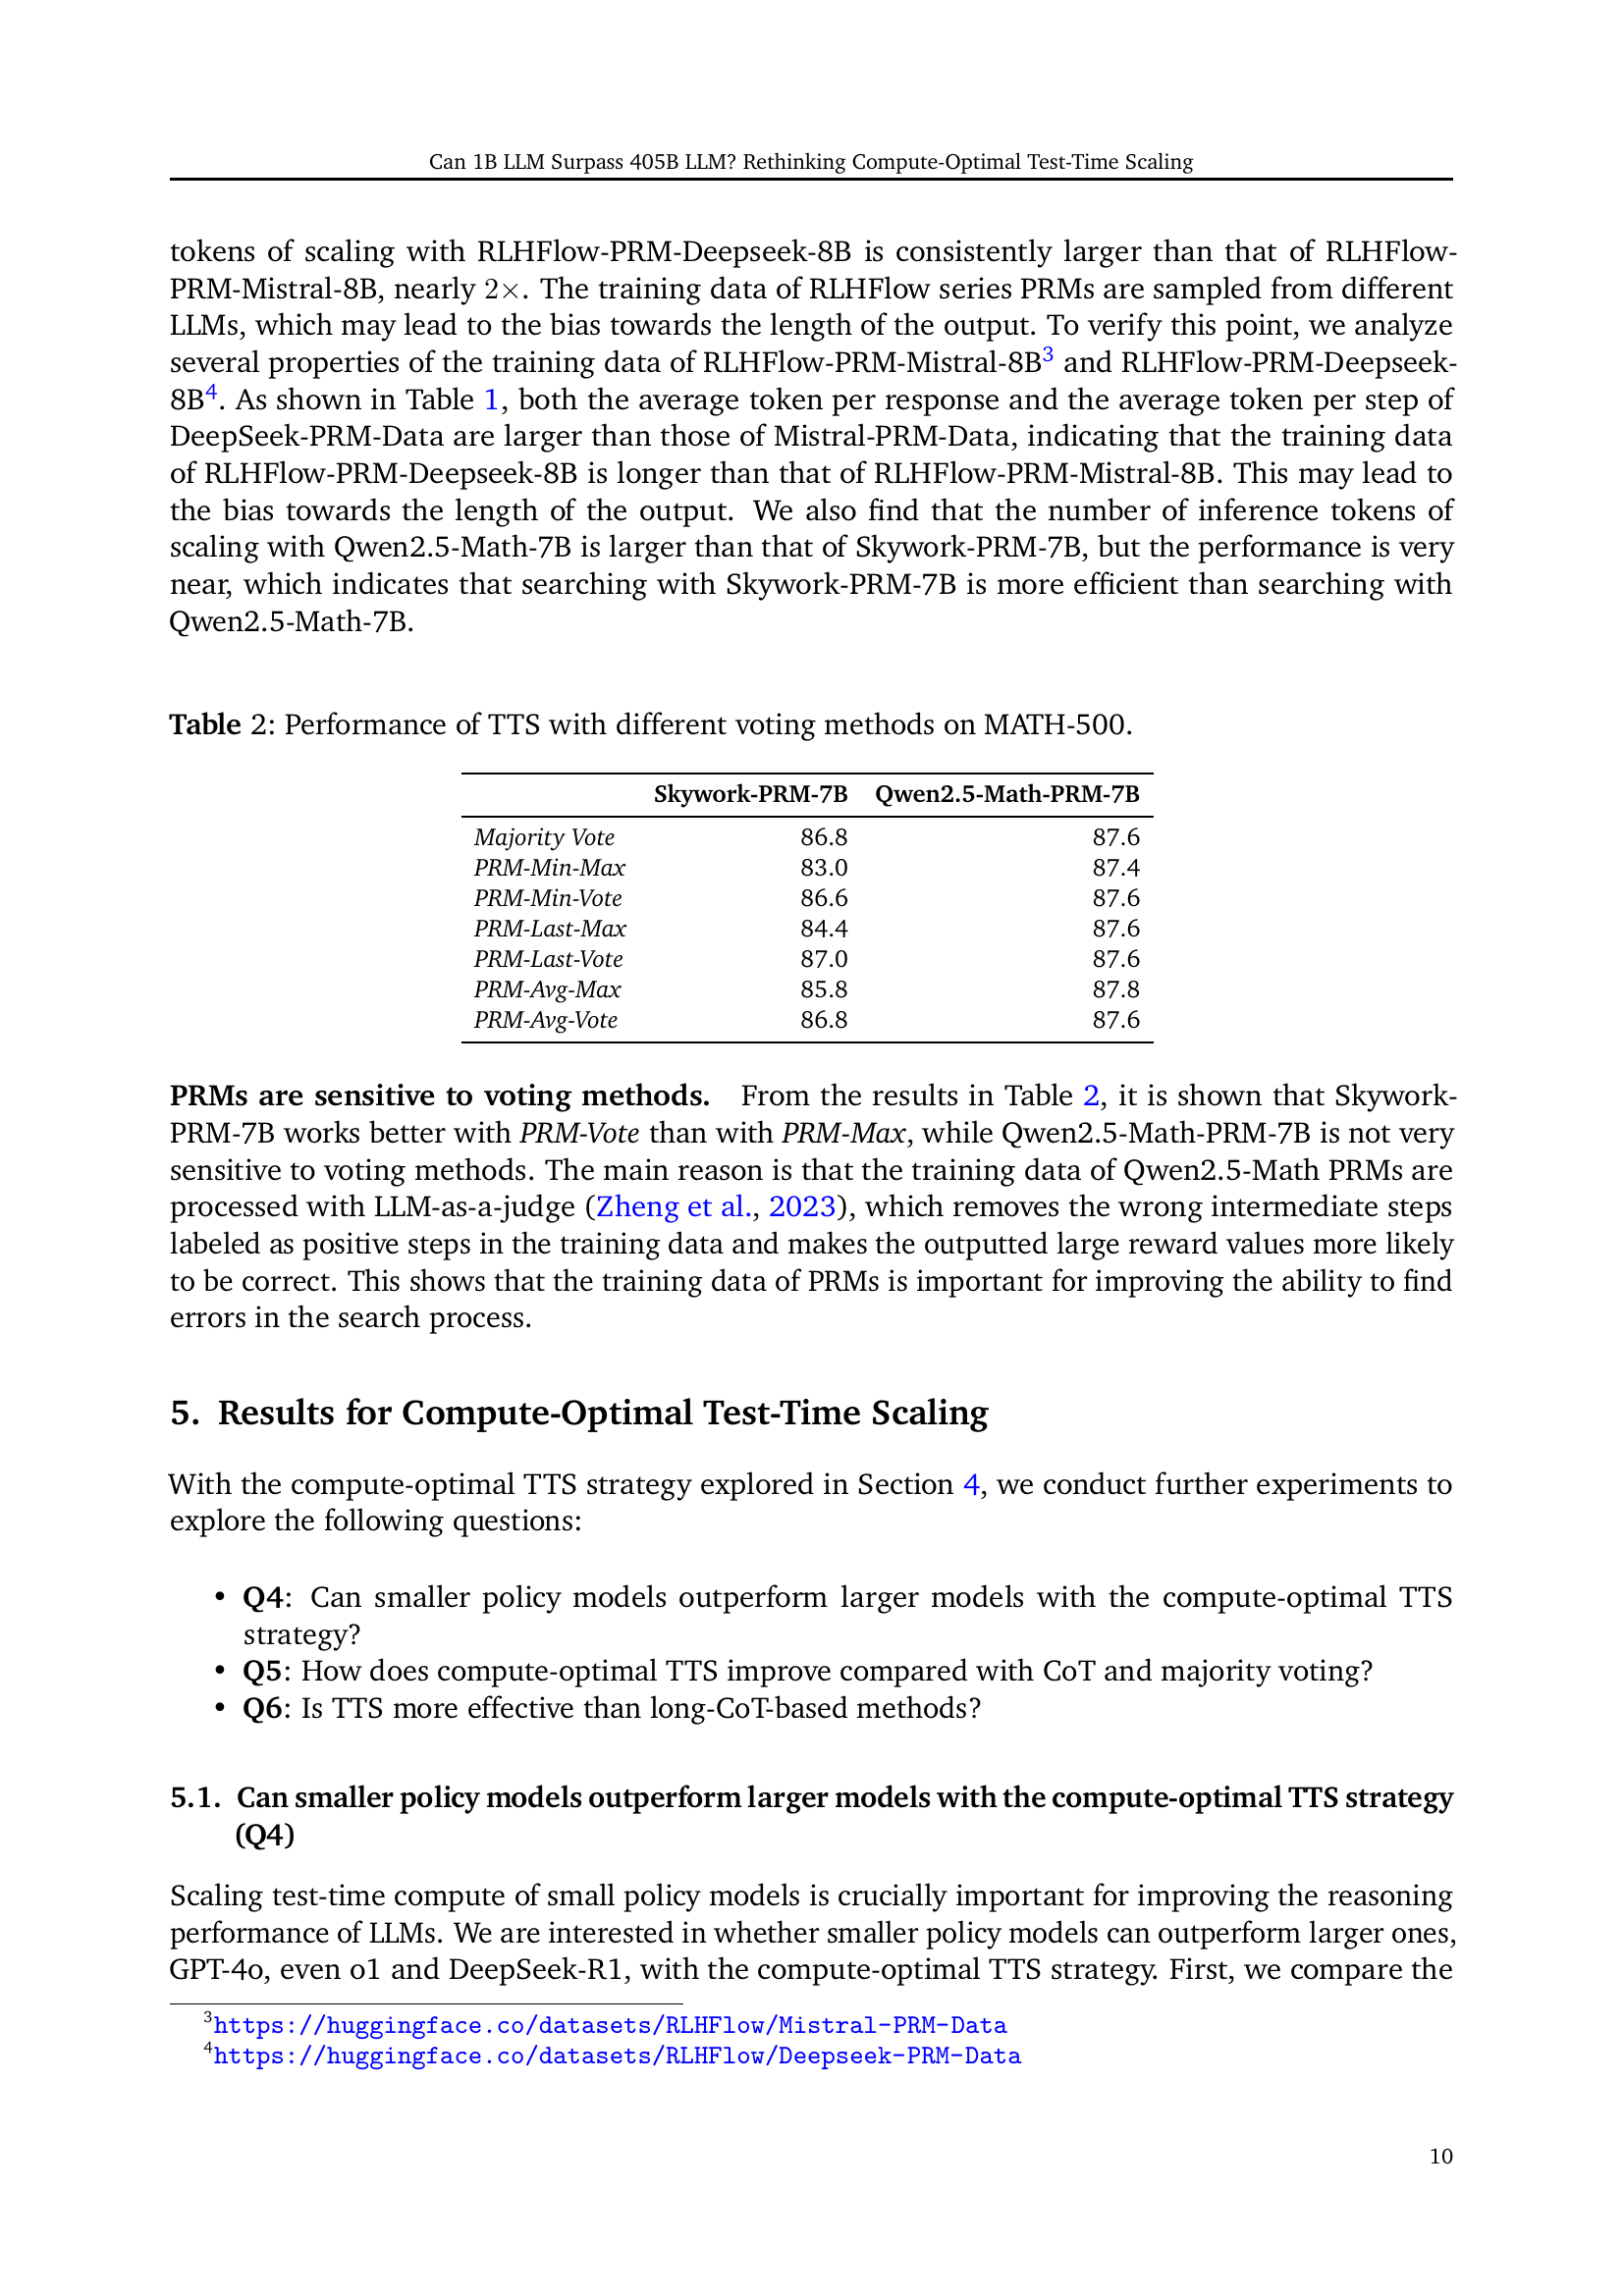 Can 1B LLM Surpass 405B LLM? Rethinking Compute-Optimal Test-Time Scaling
tokens of scaling with RLHFlow-PRM-Deepseek-8B is consistently larger than that of RLHFlow-
PRM-Mistral-8B, nearly 2×. The training data of RLHFlow series PRMs are sampled from different
LLMs, which may lead to the bias towards the length of the output. To verify this point, we analyze
several properties of the training data of RLHFlow-PRM-Mistral-8B3 and RLHFlow-PRM-Deepseek-
8B4. As shown in Table 1, both the average token per response and the average token per step of
DeepSeek-PRM-Data are larger than those of Mistral-PRM-Data, indicating that the training data
of RLHFlow-PRM-Deepseek-8B is longer than that of RLHFlow-PRM-Mistral-8B. This may lead to
the bias towards the length of the output. We also find that the number of inference tokens of
scaling with Qwen2.5-Math-7B is larger than that of Skywork-PRM-7B, but the performance is very
near, which indicates that searching with Skywork-PRM-7B is more efficient than searching with
Qwen2.5-Math-7B.
Table 2: Performance of TTS with different voting methods on MATH-500.
Skywork-PRM-7B Qwen2.5-Math-PRM-7B
Majority Vote 86.8 87.6
PRM-Min-Max 83.0 87.4
PRM-Min-Vote 86.6 87.6
PRM-Last-Max 84.4 87.6
PRM-Last-Vote 87.0 87.6
PRM-Avg-Max 85.8 87.8
PRM-Avg-Vote 86.8 87.6
PRMs are sensitive to voting methods. From the results in Table 2, it is shown that Skywork-
PRM-7B works better with PRM-Vote than with PRM-Max, while Qwen2.5-Math-PRM-7B is not very
sensitive to voting methods. The main reason is that the training data of Qwen2.5-Math PRMs are
processed with LLM-as-a-judge (Zheng et al., 2023), which removes the wrong intermediate steps
labeled as positive steps in the training data and makes the outputted large reward values more likely
to be correct. This shows that the training data of PRMs is important for improving the ability to find
errors in the search process.
5. Results for Compute-Optimal Test-Time Scaling
With the compute-optimal TTS strategy explored in Section 4, we conduct further experiments to
explore the following questions:
• Q4: Can smaller policy models outperform larger models with the compute-optimal TTS
strategy?
• Q5: How does compute-optimal TTS improve compared with CoT and majority voting?
• Q6: Is TTS more effective than long-CoT-based methods?
5.1. Can smaller policy models outperform larger models with the compute-optimal TTS strategy
(Q4)
Scaling test-time compute of small policy models is crucially important for improving the reasoning
performance of LLMs. We are interested in whether smaller policy models can outperform larger ones,
GPT-4o, even o1 and DeepSeek-R1, with the compute-optimal TTS strategy. First, we compare the
3https://huggingface.co/datasets/RLHFlow/Mistral-PRM-Data
4https://huggingface.co/datasets/RLHFlow/Deepseek-PRM-Data
10